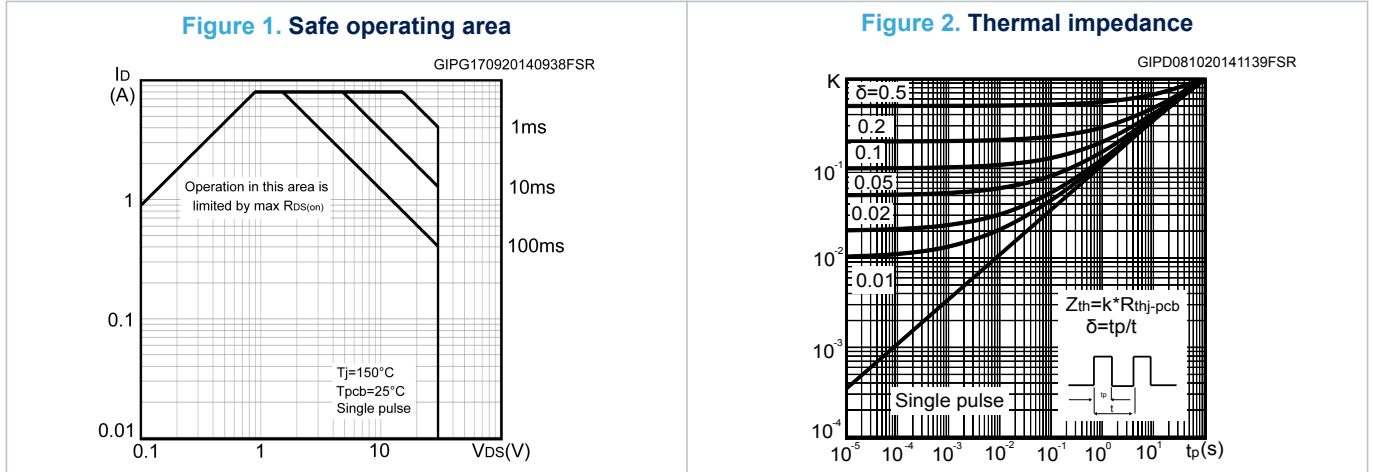 Figure 1. Safe operating area
GIPG170920140938FSR
ID
(A)
1ms
10ms
Operation in this area is
limited by max RDS(on)
1
100ms
0.1
Tj=150°C
Tpcb=25°C
Single pulse
0.01
0.1
1
10
VDS(V)
Figure 2. Thermal impedance
GIPD081020141139FSR
K
δ=0.5
0.2
0.1
10-1
0.05
0.02
10-2
0.01
Zth=k*Rthj-pcb
δ=tp/t
10-3
tp
t
Single pulse
10-4
10-5
10-4
10-3
10-2
10-1
100
101
tp(s)